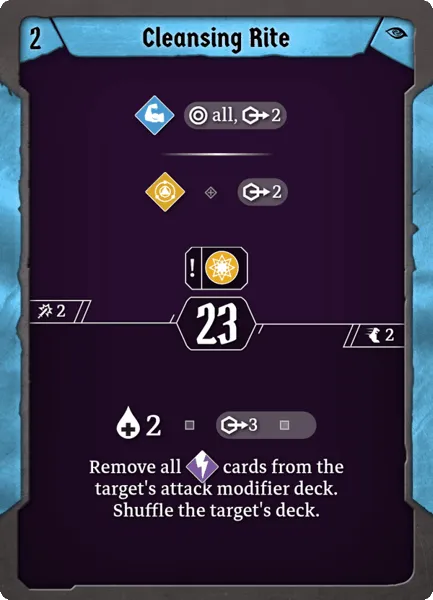 2
Cleansing Rite
all, 2
2
!
2
23
2
2
3
Remove all cards from the
target's attack modifier deck.
Shuffle the target's deck.